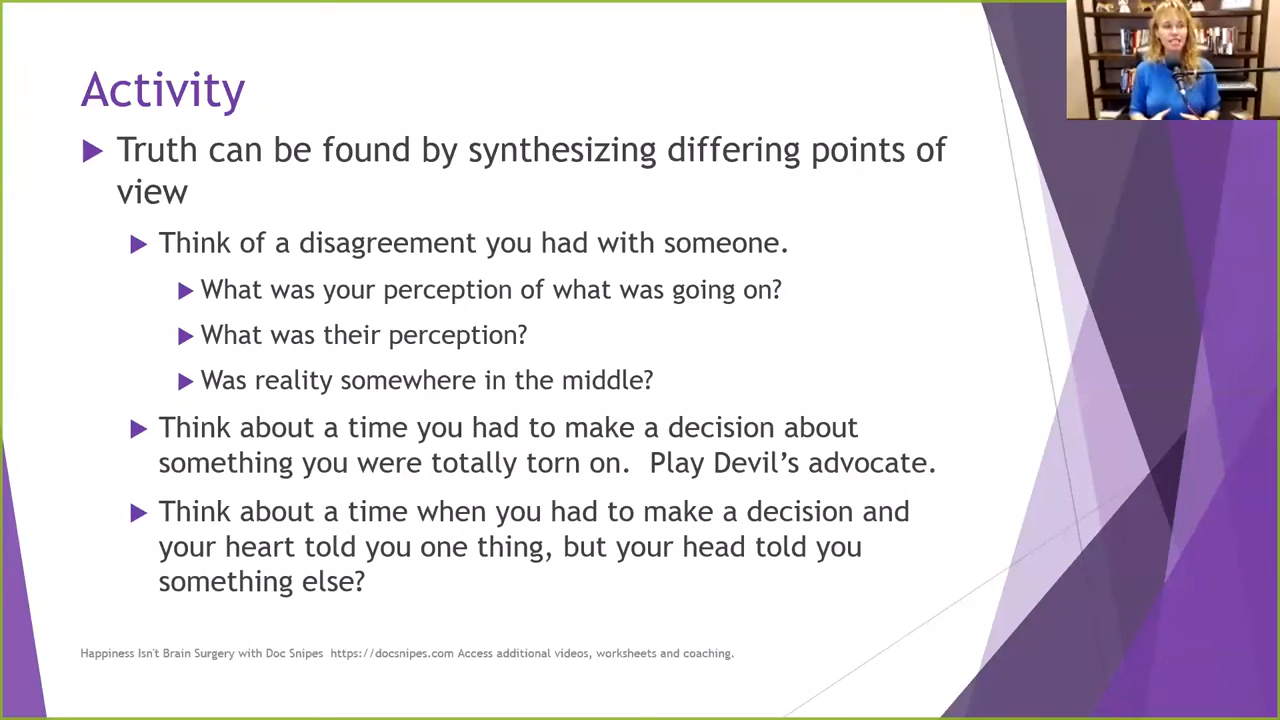 Activity
Truth can be found by synthesizing differing points of
view
Think of a disagreement you had with someone.
What was your perception of what was going on?
What was their perception?
Was reality somewhere in the middle?
Think about a time you had to make a decision about
something you were totally torn on.  Play Devil’s advocate.
Think about a time when you had to make a decision and
your heart told you one thing, but your head told you
something else?
Happiness Isn't Brain Surgery with Doc Snipes  https://docsnipes.com Access additional videos, worksheets and coaching.